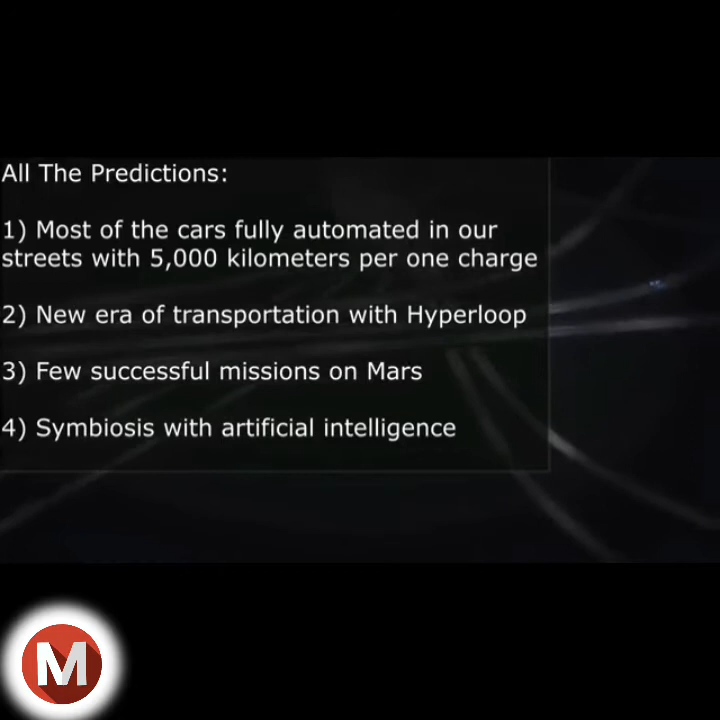 All The Predictions:
1) Most of the cars fully automated in our
streets with 5,000 kilometers per one charge
2) New era of transportation with Hyperloop
3) Few successful missions on Mars
4) Symbiosis with artificial intelligence
M